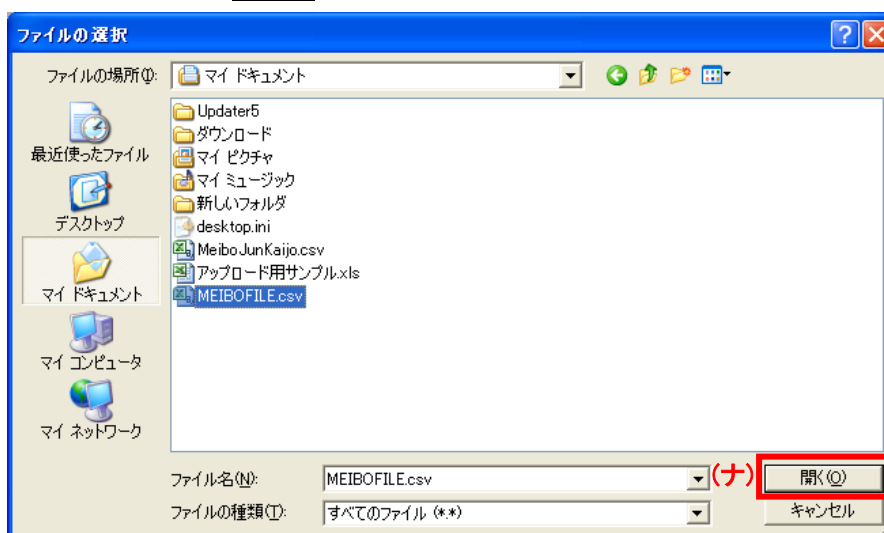 ファイルの選択
ファイルの場所(I):
マイ ドキュメント
最近使ったファイル
デスクトップ
マイ ドキュメント
マイ コンピュータ
マイ ネットワーク
Updater5
ダウンロード
マイ ピクチャ
マイ ミュージック
新しいフォルダ
desktop.ini
MeiboJunKaijo.csv
アップロード用サンプル.xls
MEIBOFILE.csv
ファイル名(N):
MEIBOFILE.csv
(ナ)
開く(O)
ファイルの種類(T):
すべてのファイル (*.*)
キャンセル